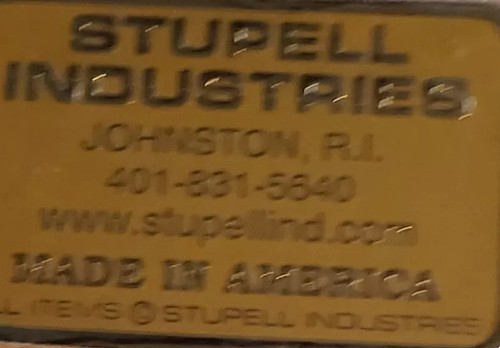 STUPELL
INDUSTRIES
JOHNSTON, R.I.
401-831-5640
www.stupellind.com
MADE IN AMERICA
L ITEMS © STUPELL INDUSTRIES